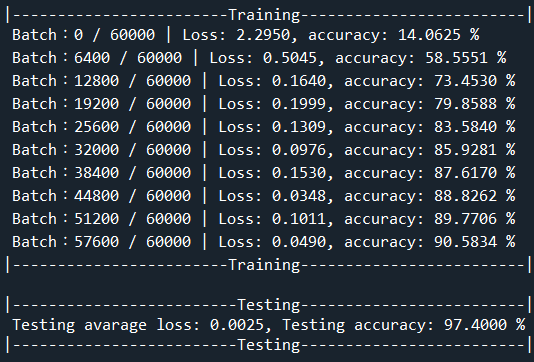 |------------------------Training-------------------------|
Batch：0 / 60000 | Loss: 2.2950, accuracy: 14.0625 %
Batch：6400 / 60000 | Loss: 0.5045, accuracy: 58.5551 %
Batch：12800 / 60000 | Loss: 0.1640, accuracy: 73.4530 %
Batch：19200 / 60000 | Loss: 0.1999, accuracy: 79.8588 %
Batch：25600 / 60000 | Loss: 0.1309, accuracy: 83.5840 %
Batch：32000 / 60000 | Loss: 0.0976, accuracy: 85.9281 %
Batch：38400 / 60000 | Loss: 0.1530, accuracy: 87.6170 %
Batch：44800 / 60000 | Loss: 0.0348, accuracy: 88.8262 %
Batch：51200 / 60000 | Loss: 0.1011, accuracy: 89.7706 %
Batch：57600 / 60000 | Loss: 0.0490, accuracy: 90.5834 %
|------------------------Training-------------------------|
|-------------------------Testing-------------------------|
Testing avarage loss: 0.0025, Testing accuracy: 97.4000 %
|-------------------------Testing-------------------------|